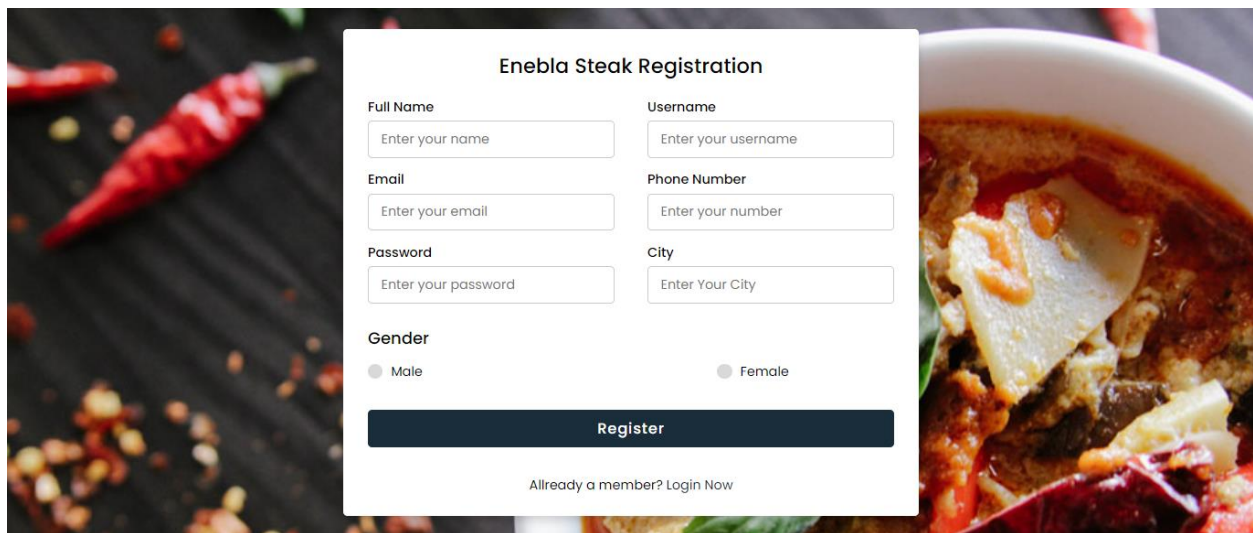 Enebla Steak Registration
Full Name
Username
Enter your name
Enter your username
Email
Phone Number
Enter your email
Enter your number
Password
City
Enter your password
Enter Your City
Gender
Male
Female
Register
Allready a member? Login Now